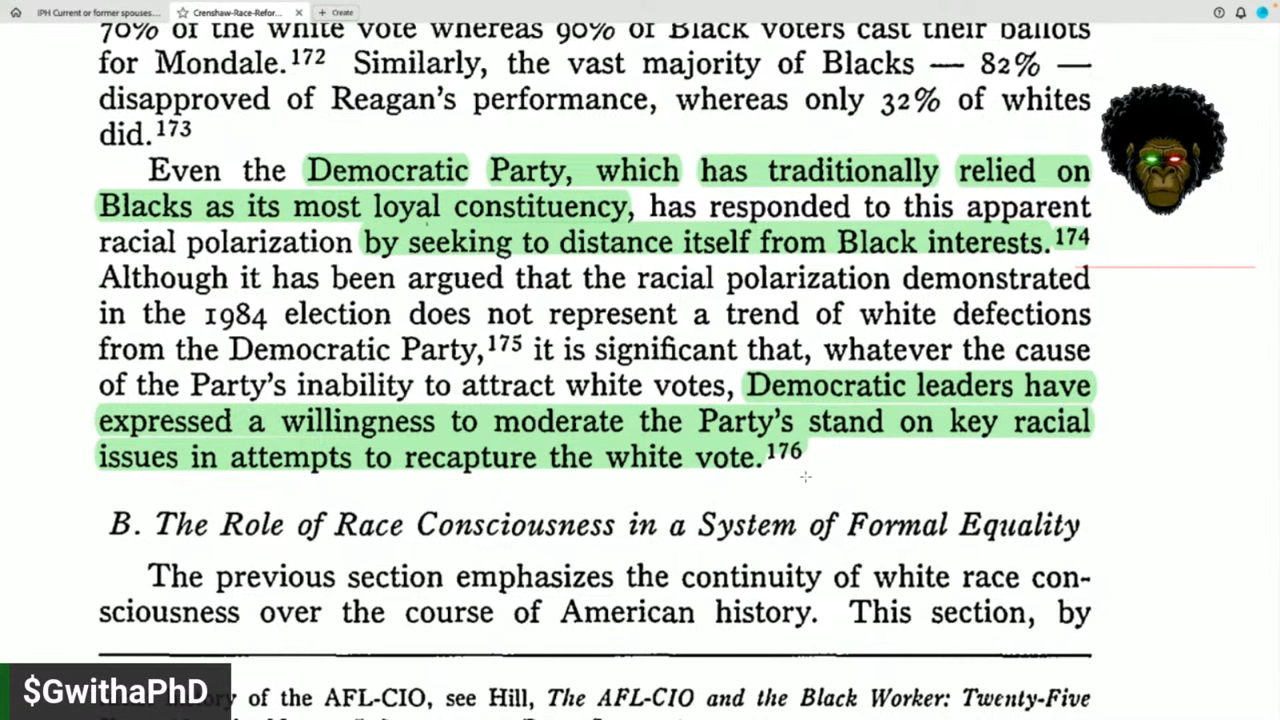 IPH Current or former spouses...
Crenshaw-Race-Refor...
+ Create
70% of the white vote whereas 90% of Black voters cast their ballots
for Mondale.172 Similarly, the vast majority of Blacks — 82% —
disapproved of Reagan's performance, whereas only 32% of whites
did.173
Even the Democratic Party, which has traditionally relied on
Blacks as its most loyal constituency, has responded to this apparent
racial polarization by seeking to distance itself from Black interests.174
Although it has been argued that the racial polarization demonstrated
in the 1984 election does not represent a trend of white defections
from the Democratic Party,175 it is significant that, whatever the cause
of the Party's inability to attract white votes, Democratic leaders have
expressed a willingness to moderate the Party's stand on key racial
issues in attempts to recapture the white vote.176
B. The Role of Race Consciousness in a System of Formal Equality
The previous section emphasizes the continuity of white race con-
sciousness over the course of American history. This section, by
of the AFL-CIO, see Hill, The AFL-CIO and the Black Worker: Twenty-Five
$GwithaPhD